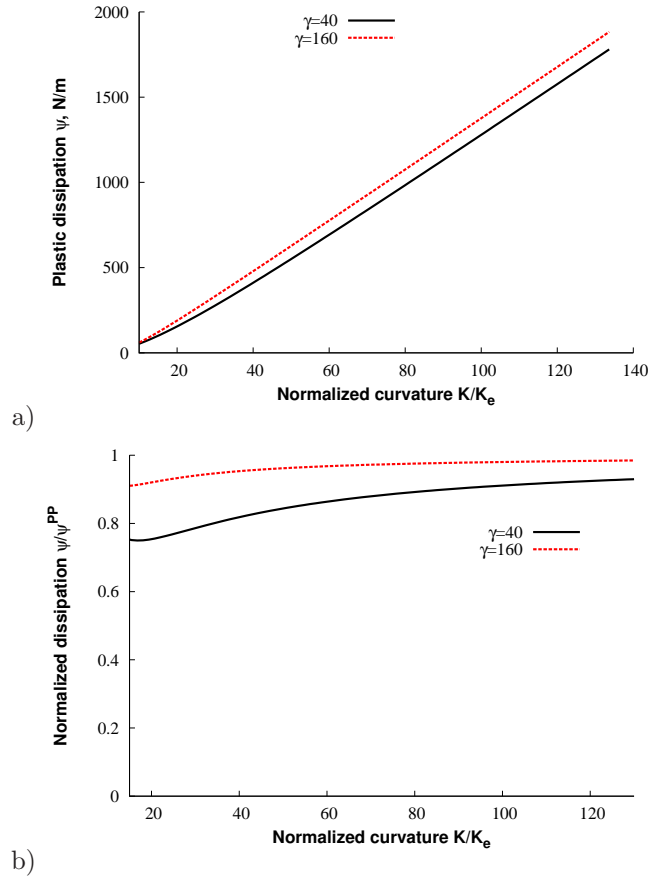 γ=40
γ=160
Plastic dissipation ψ, N/m
2000
1500
1000
500
0
20 40 60 80 100 120 140
Normalized curvature K/Ke
a)
γ=40
γ=160
Normalized dissipation ψ/ψ^PP
1
0.8
0.6
0.4
0.2
0
20 40 60 80 100 120
Normalized curvature K/Ke
b)